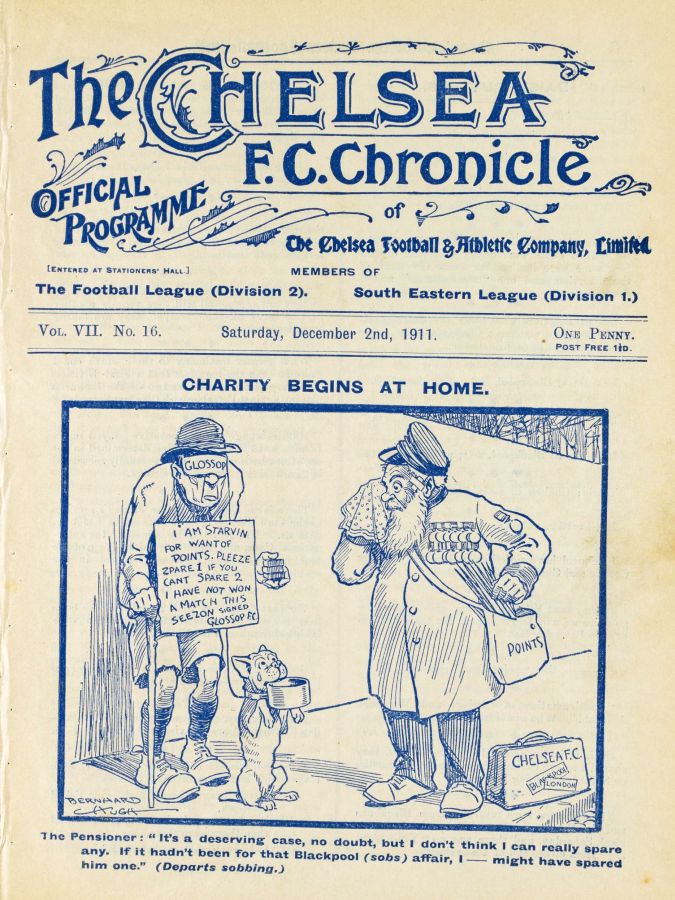 The CHELSEA
F.C. Chronicle
OFFICIAL
PROGRAMME
of
The Chelsea Football & Athletic Company, Limited
[ENTERED AT STATIONERS' HALL.]
MEMBERS OF
The Football League (Division 2). South Eastern League (Division 1.)
VOL. VII. No. 16. Saturday, December 2nd, 1911. ONE PENNY.
POST FREE 1½D.
CHARITY BEGINS AT HOME.
GLOSSOP
I AM STARVIN
FOR WANT OF
POINTS. PLEEZE
ZPARE 1 IF YOU
CANT SPARE 2
I HAVE NOT WON
A MATCH THIS
SEEZON SIGNED
GLOSSOP F.C
POINTS
CHELSEA F.C.
BLACKPOOL
LONDON
BERNHARD
HUGH
The Pensioner: "It's a deserving case, no doubt, but I don't think I can really spare
any. If it hadn't been for that Blackpool (sobs) affair, I — might have spared
him one." (Departs sobbing.)